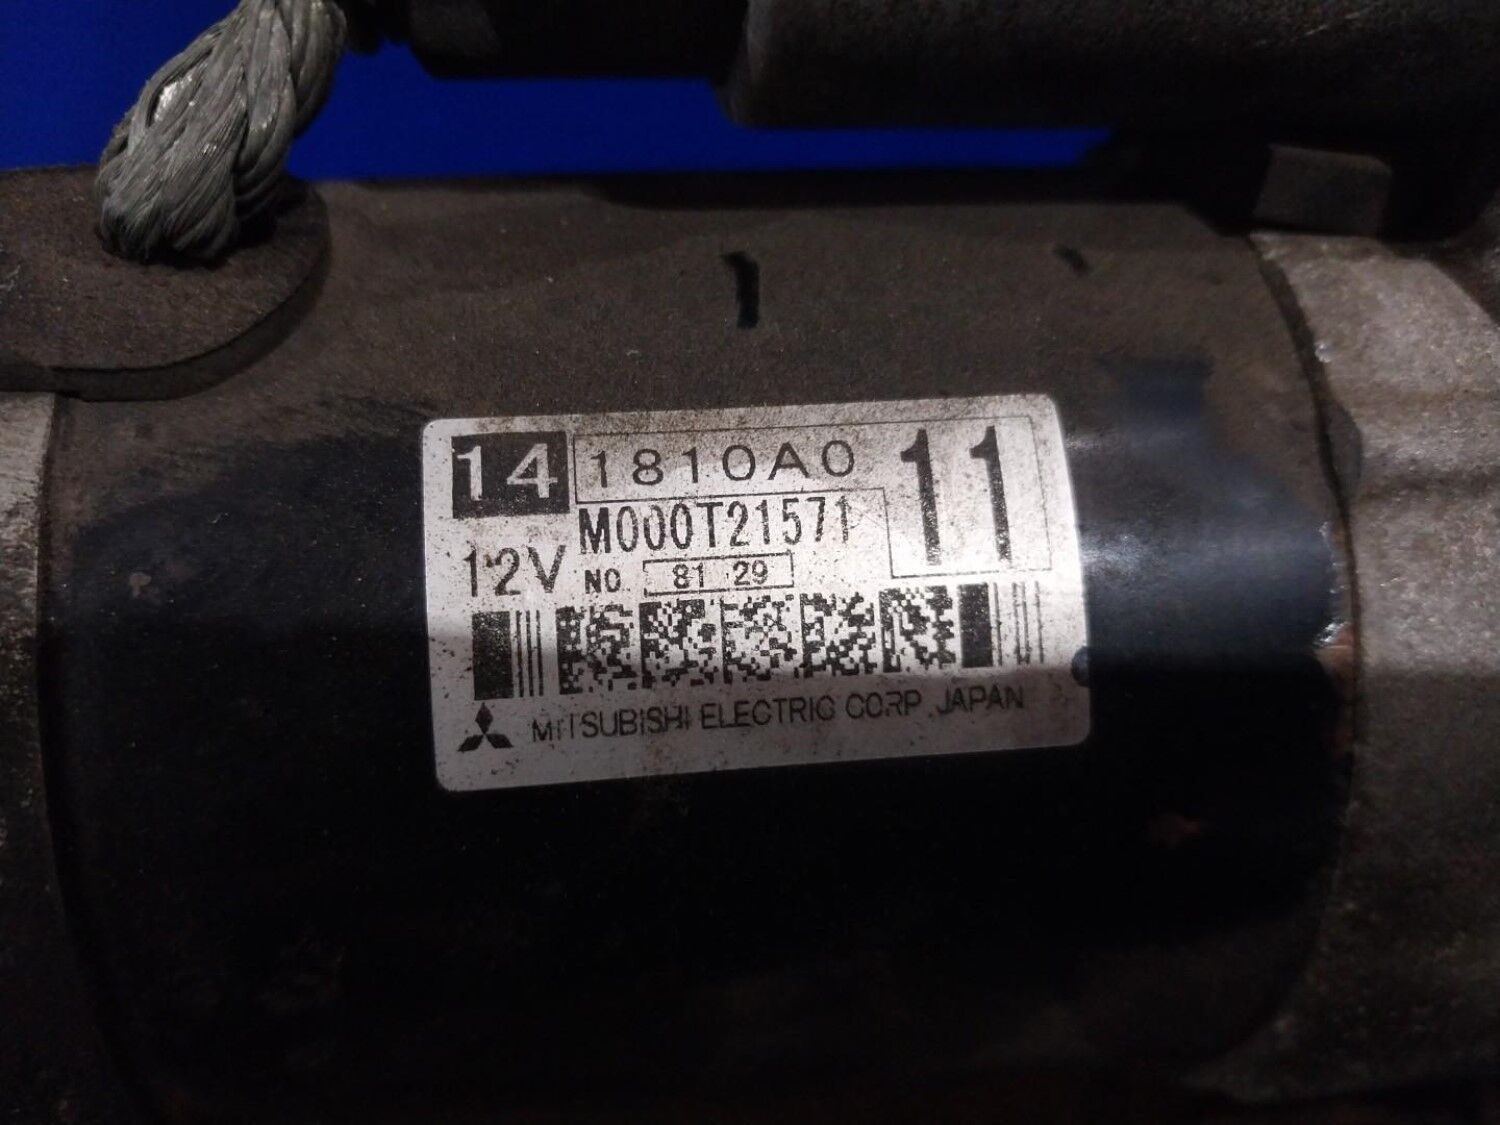 14 1810A0 11
M000T21571
12V NO. 81 29
MITSUBISHI ELECTRIC CORP. JAPAN